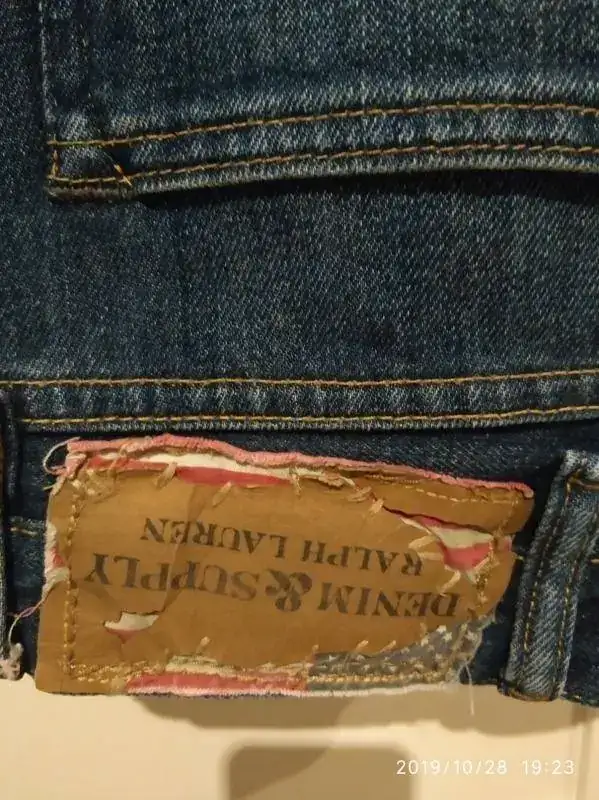 DENIM & SUPPLY
RALPH LAUREN
2019/10/28 19:23